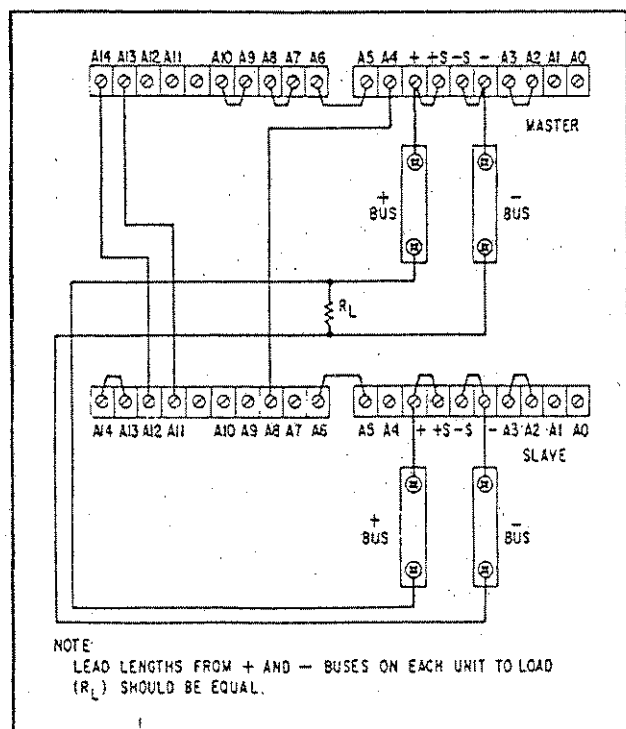 A14 A13 A12 A11 A10 A9 A8 A7 A6 A5 A4 + +S -S - A3 A2 A1 A0
MASTER
+
BUS
-
BUS
RL
A14 A13 A12 A11 A10 A9 A8 A7 A6 A5 A4 + +S -S - A3 A2 A1 A0
SLAVE
+
BUS
-
BUS
NOTE
LEAD LENGTHS FROM + AND - BUSES ON EACH UNIT TO LOAD
(RL) SHOULD BE EQUAL.